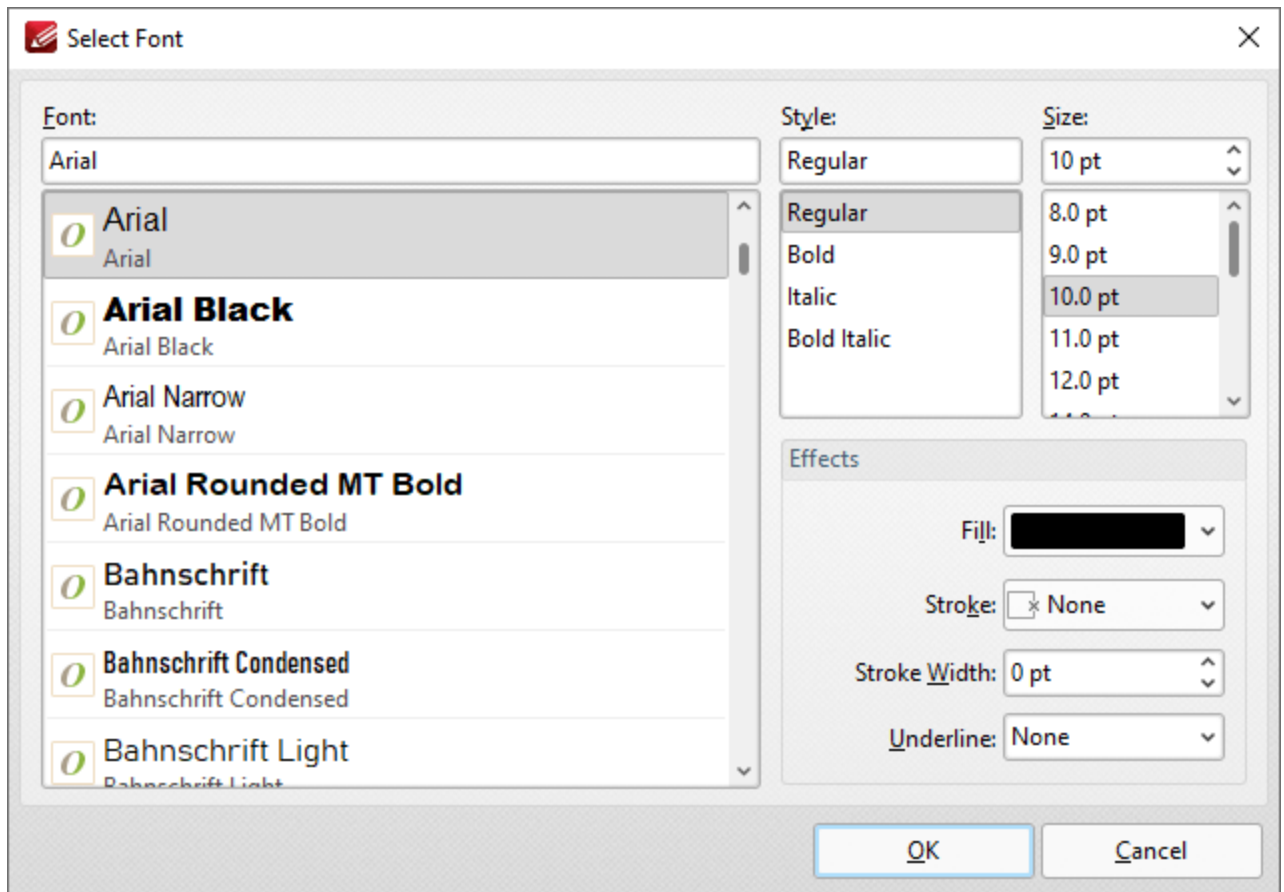 Select Font
Font:
Arial
Arial
Arial
Arial Black
Arial Black
Arial Narrow
Arial Narrow
Arial Rounded MT Bold
Arial Rounded MT Bold
Bahnschrift
Bahnschrift
Bahnschrift Condensed
Bahnschrift Condensed
Bahnschrift Light
Bahnschrift Light
Style:
Regular
Regular
Bold
Italic
Bold Italic
Size:
10 pt
8.0 pt
9.0 pt
10.0 pt
11.0 pt
12.0 pt
Effects
Fill:
Stroke: None
Stroke Width: 0 pt
Underline: None
OK
Cancel